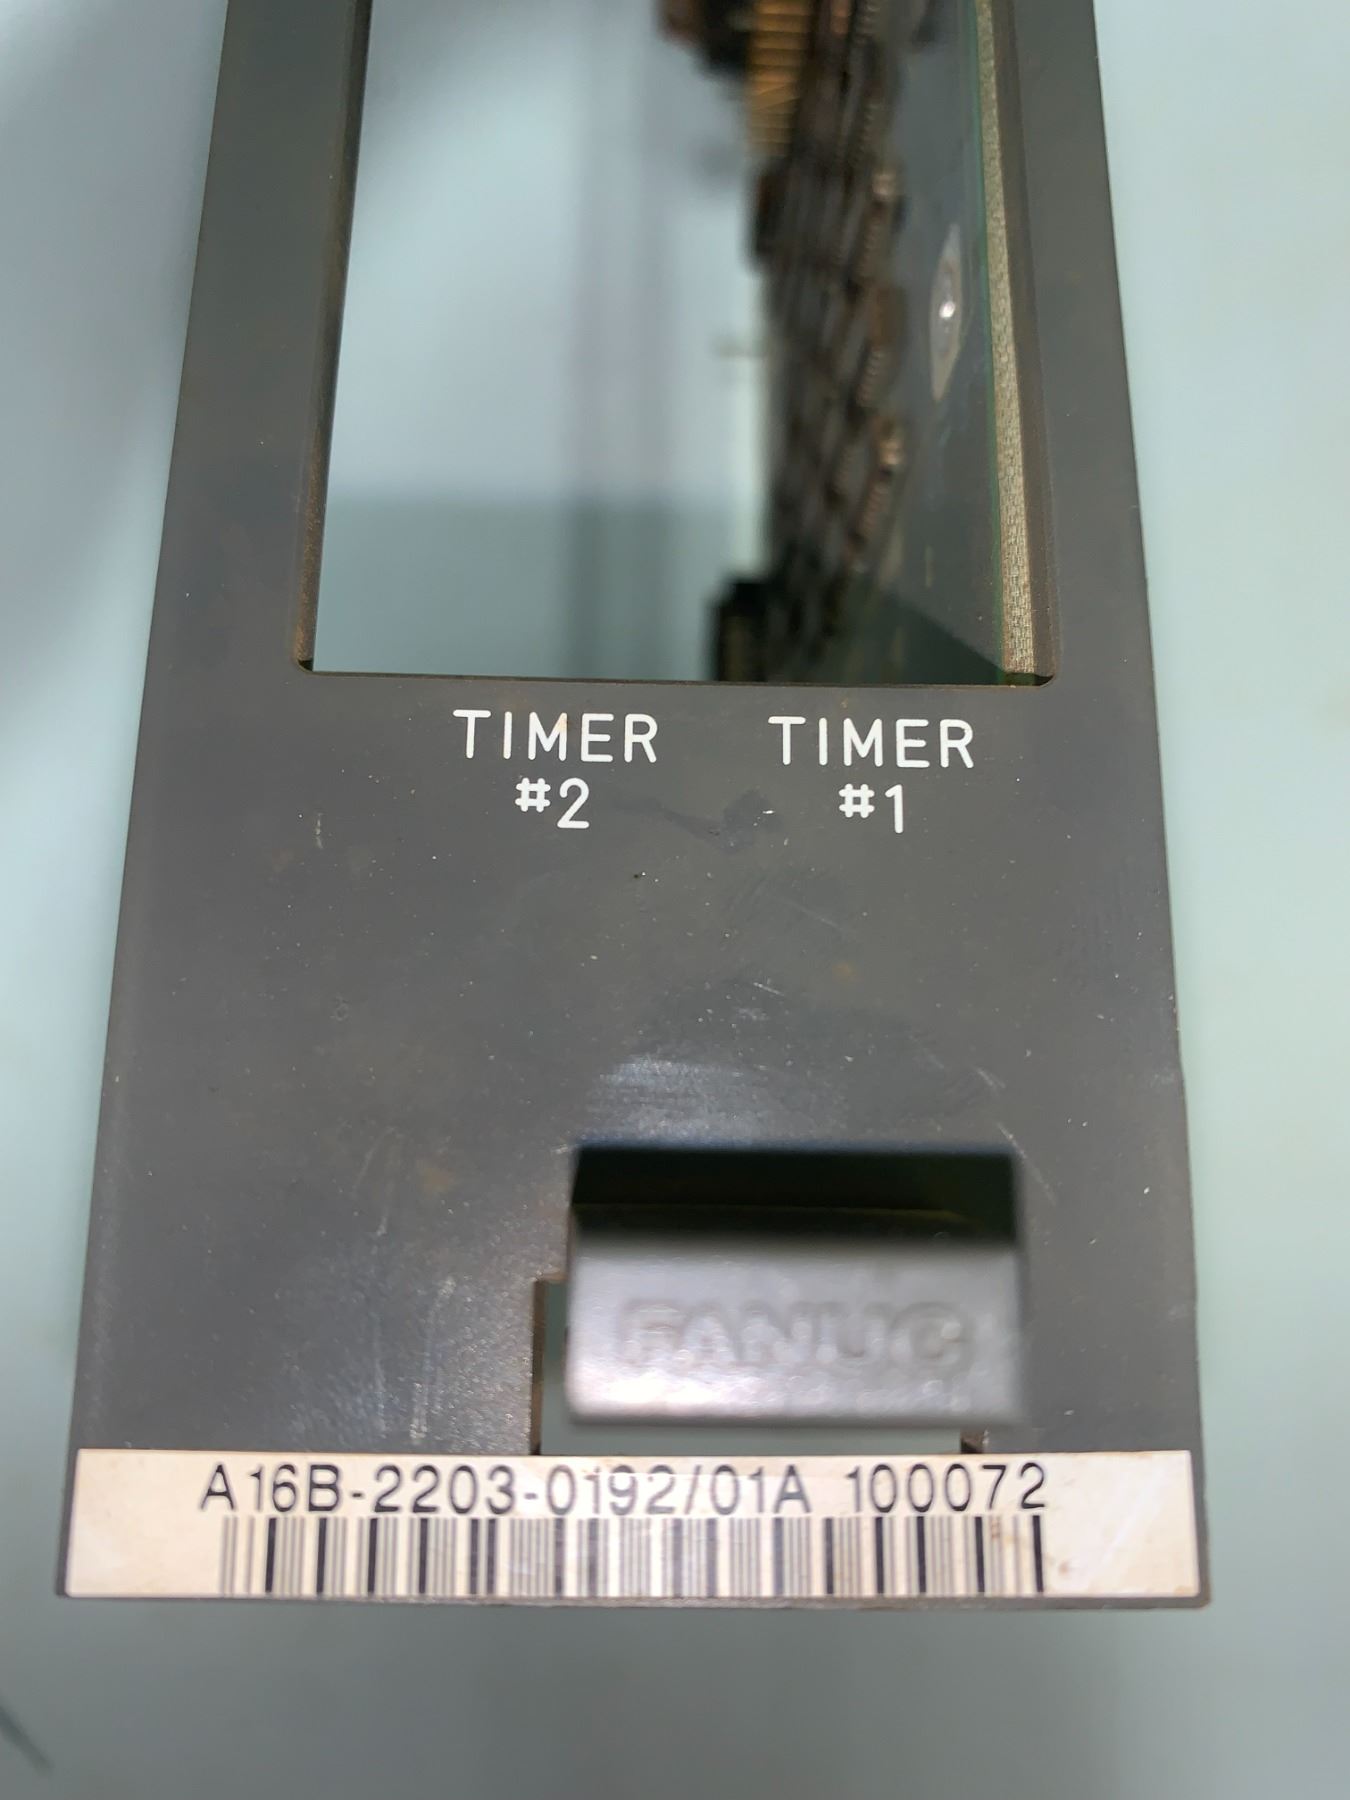 TIMER TIMER
#2 #1
FANUC
A16B-2203-0192/01A 100072